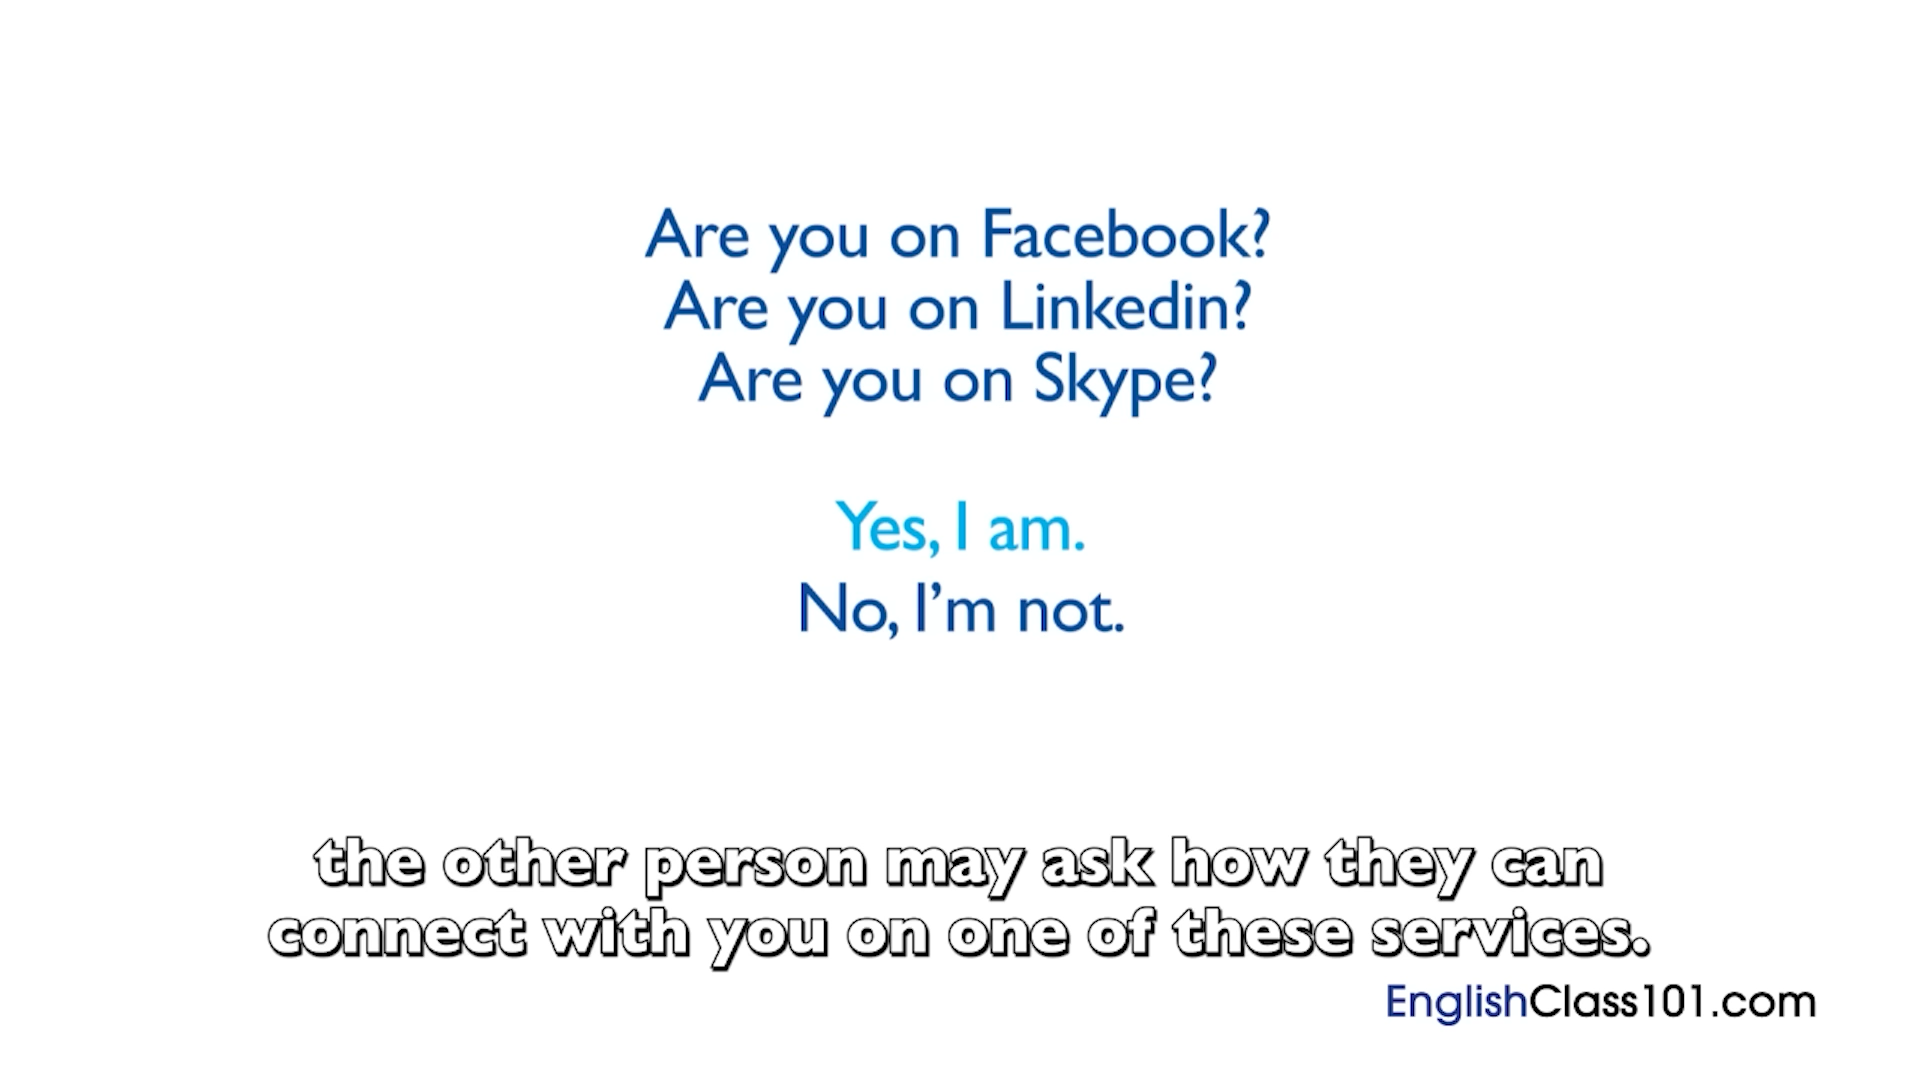 Are you on Facebook?
Are you on Linkedin?
Are you on Skype?
Yes, I am.
No, I'm not.
the other person may ask how they can
connect with you on one of these services.
EnglishClass101.com